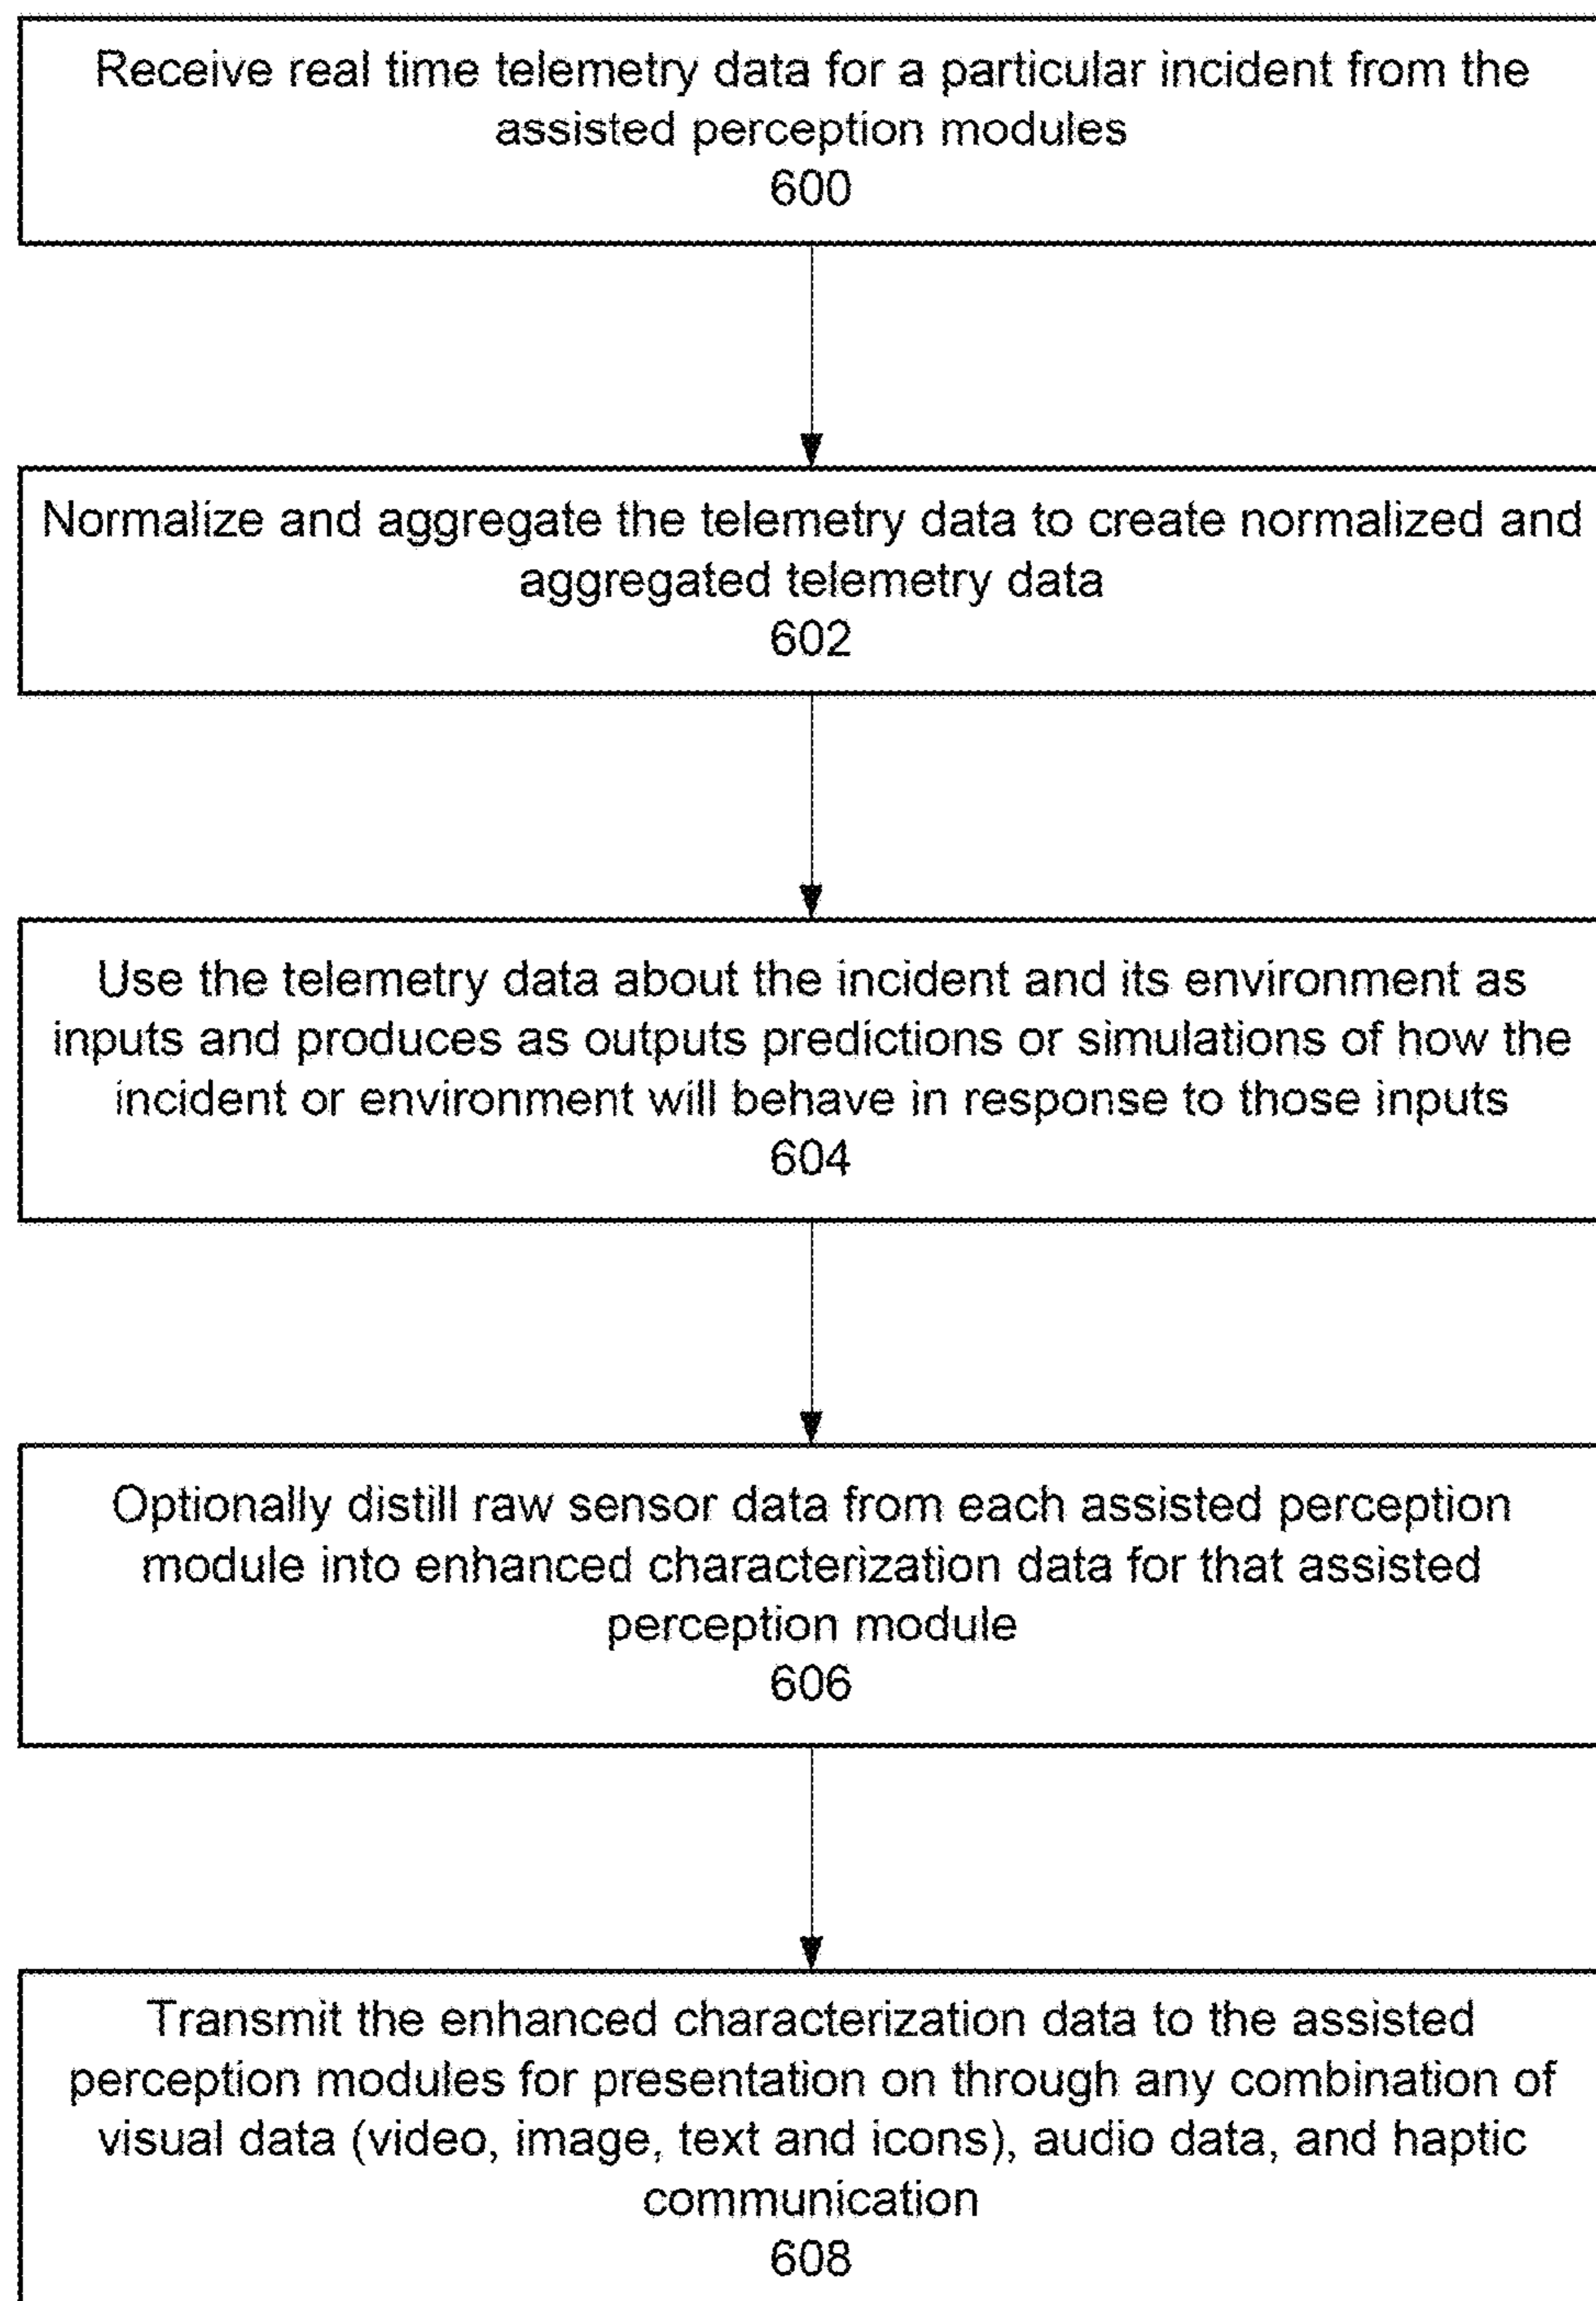 Receive real time telemetry data for a particular incident from the
assisted perception modules
600
Normalize and aggregate the telemetry data to create normalized and
aggregated telemetry data
602
Use the telemetry data about the incident and its environment as
inputs and produces as outputs predictions or simulations of how the
incident or environment will behave in response to those inputs
604
Optionally distill raw sensor data from each assisted perception
module into enhanced characterization data for that assisted
perception module
606
Transmit the enhanced characterization data to the assisted
perception modules for presentation on through any combination of
visual data (video, image, text and icons), audio data, and haptic
communication
608